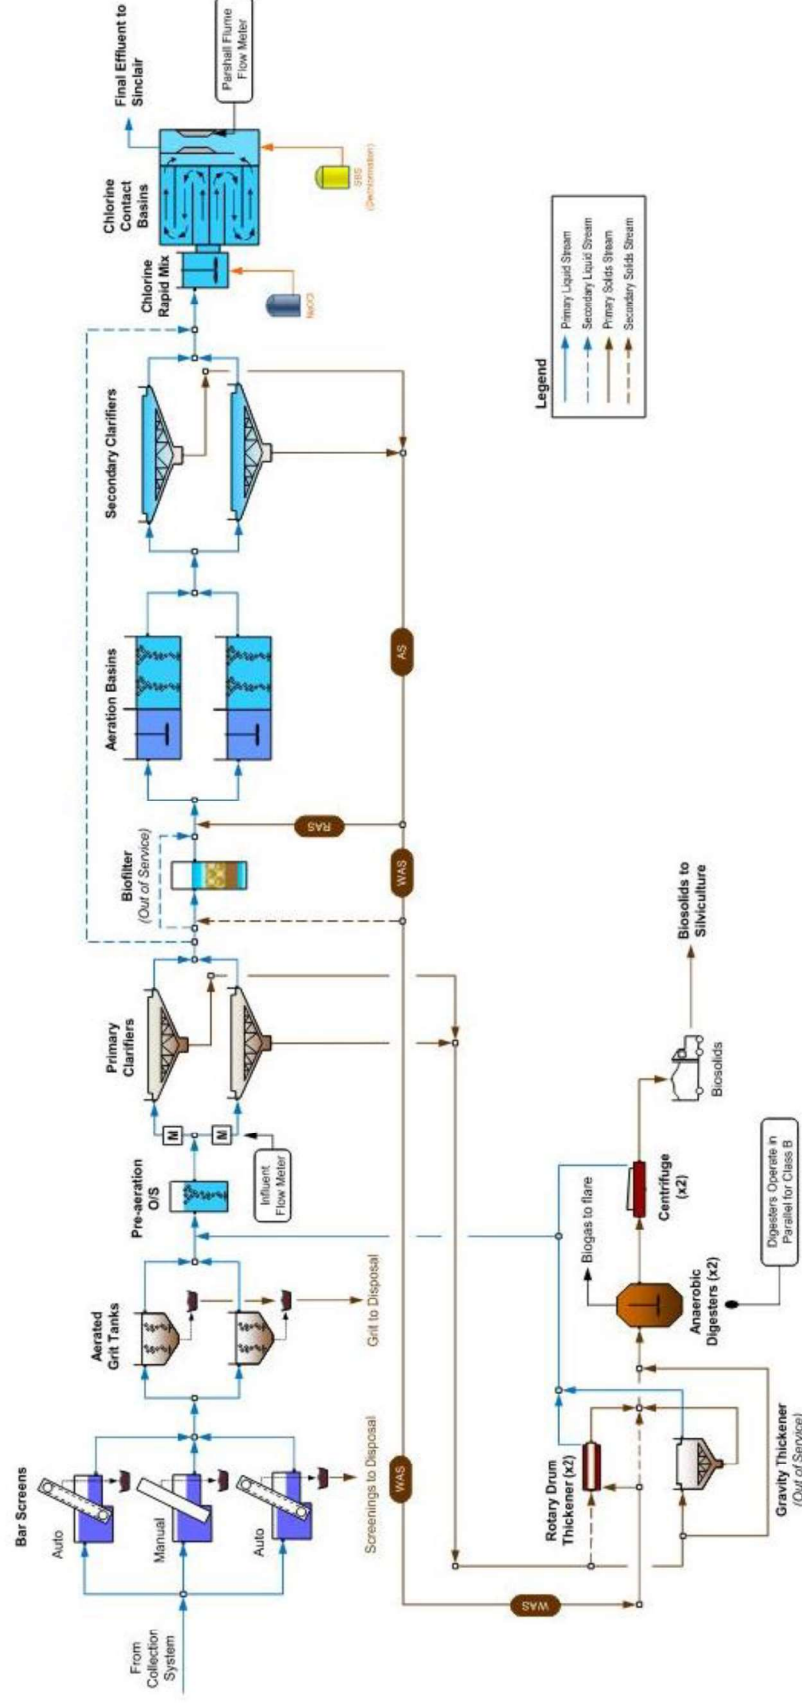 From
Collection
System
Bar Screens
Auto
Manual
Auto
Screenings to Disposal
Aerated
Grit Tanks
Grit to Disposal
Pre-aeration
O/S
M
M
Influent
Flow Meter
Primary
Clarifiers
Biofilter
(Out of Service)
RAS
WAS
Aeration Basins
AS
Secondary Clarifiers
Chlorine
Rapid Mix
Chlorine
Contact
Basins
SBS
(Dechlorination)
Final Effluent to
Sinclair
Parshall Flume
Flow Meter
WAS
WAS
Rotary Drum
Thickener (x2)
Gravity Thickener
(Out of Service)
Biogas to flare
Anaerobic
Digesters (x2)
Digesters Operate in
Parallel for Class B
Centrifuge
(x2)
Biosolids
Biosolids to
Silviculture
Legend
Primary Liquid Stream
Secondary Liquid Stream
Primary Solids Stream
Secondary Solids Stream